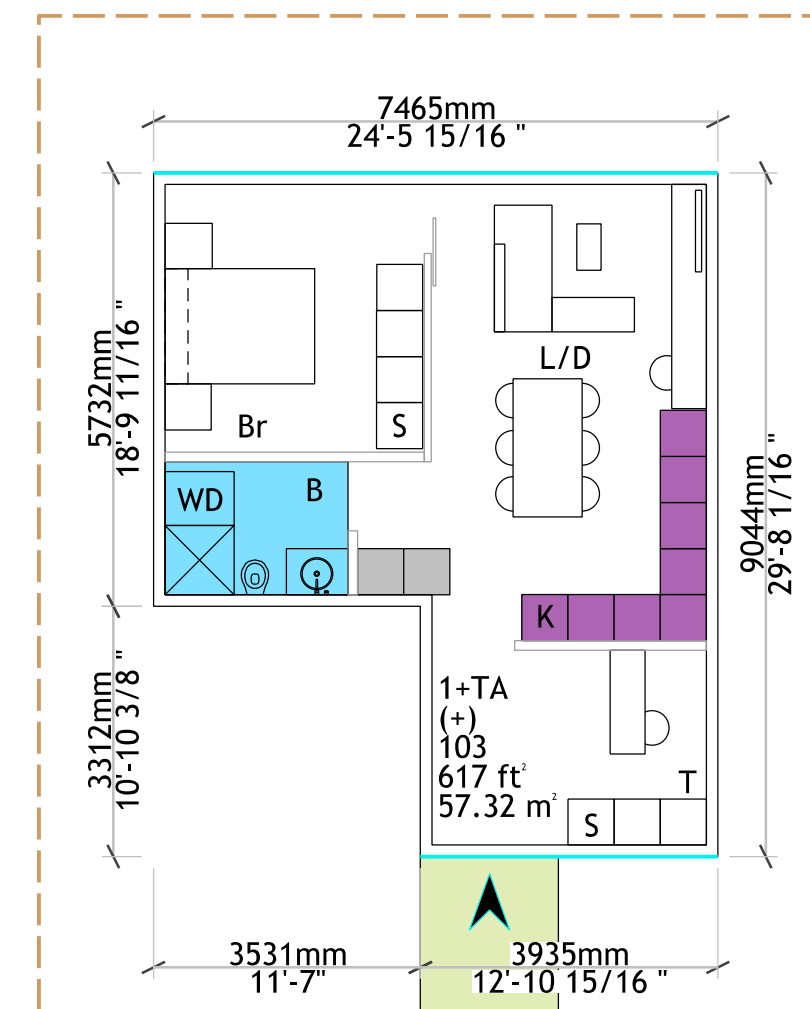 7465mm
24'-5 15/16 "
5732mm
18'-9 11/16 "
L/D
Br
S
WD
B
9044mm
29'-8 1/16 "
K
3312mm
10'-10 3/8 "
1+TA
(+)
103
617 ft²
57.32 m²
T
S
3531mm
11'-7"
3935mm
12'-10 15/16 "